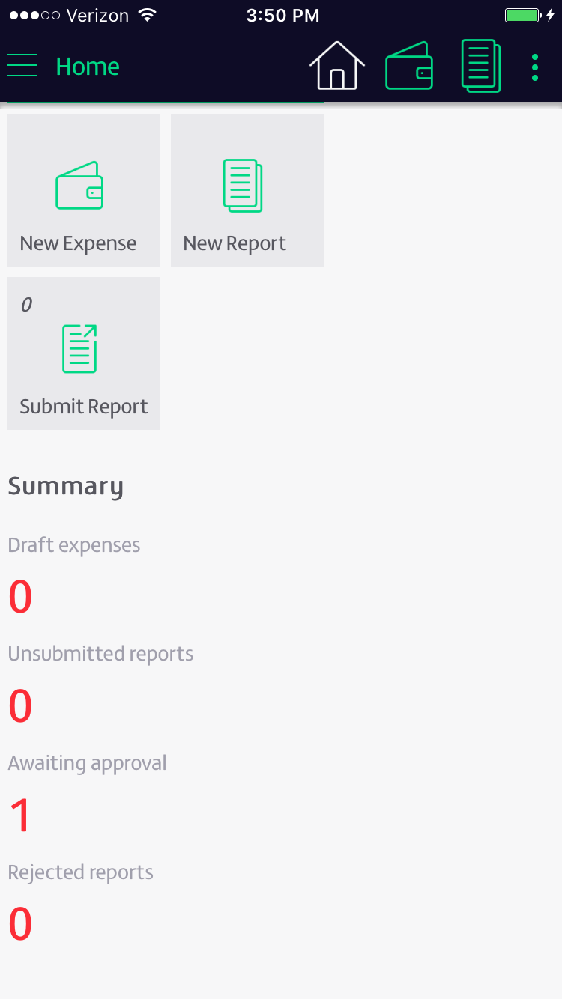 Verizon 3:50 PM
Home
New Expense New Report
0
Submit Report
Summary
Draft expenses
0
Unsubmitted reports
0
Awaiting approval
1
Rejected reports
0